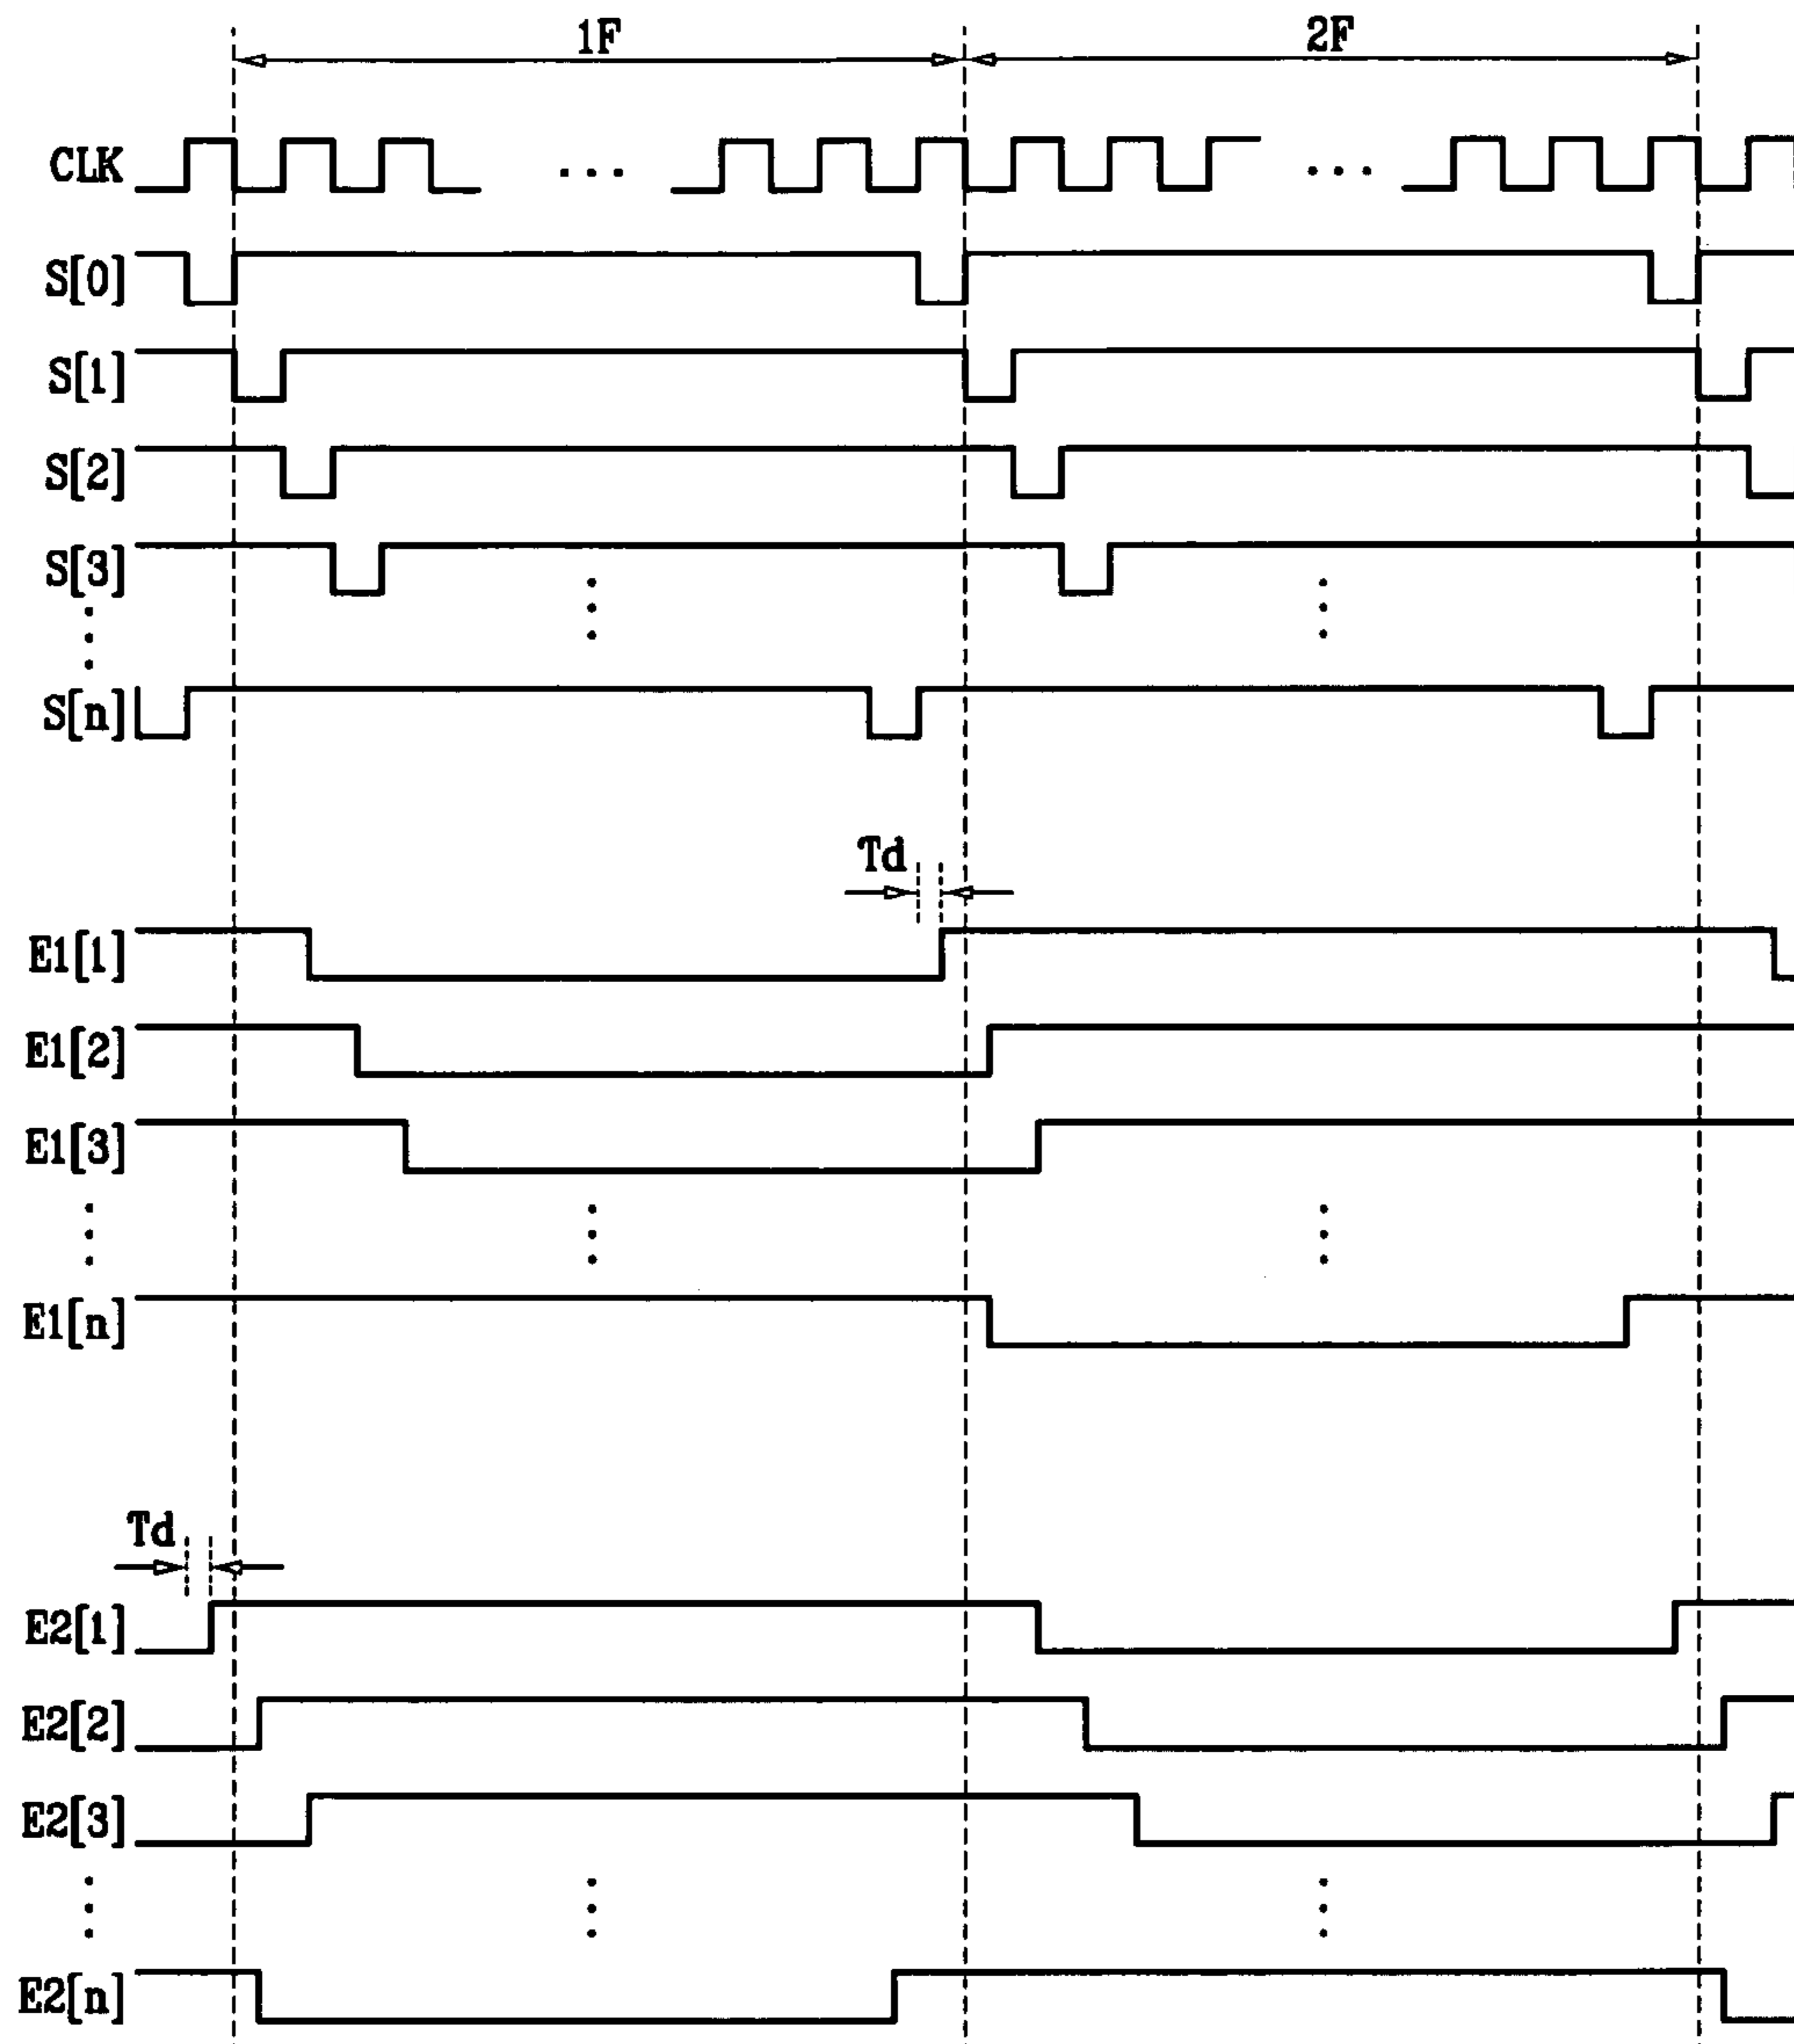 1F 2F
CLK ... ...
S[0]
S[1]
S[2]
S[3]
S[n]
Td
E1[1]
E1[2]
E1[3]
E1[n]
Td
E2[1]
E2[2]
E2[3]
E2[n]